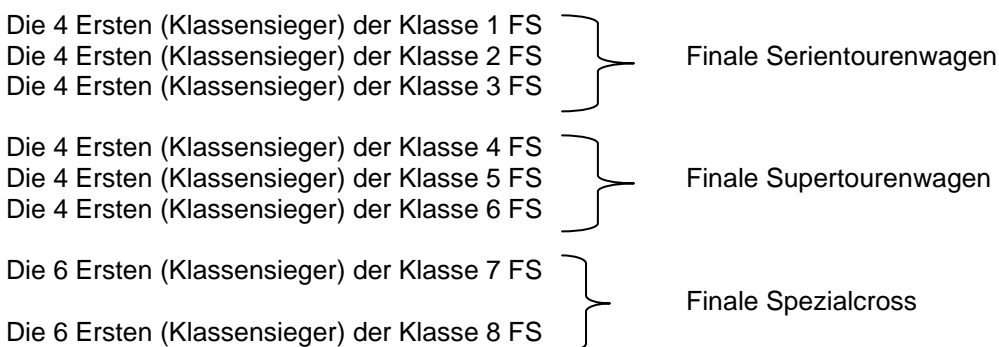 Die 4 Ersten (Klassensieger) der Klasse 1 FS
Die 4 Ersten (Klassensieger) der Klasse 2 FS Finale Serientourenwagen
Die 4 Ersten (Klassensieger) der Klasse 3 FS
Die 4 Ersten (Klassensieger) der Klasse 4 FS
Die 4 Ersten (Klassensieger) der Klasse 5 FS Finale Supertourenwagen
Die 4 Ersten (Klassensieger) der Klasse 6 FS
Die 6 Ersten (Klassensieger) der Klasse 7 FS
Finale Spezialcross
Die 6 Ersten (Klassensieger) der Klasse 8 FS